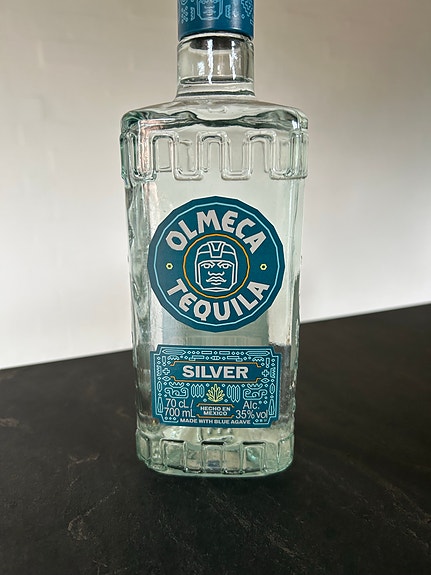 OLMECA
TEQUILA
SILVER
70 cL /
700 mL
HECHO EN
MEXICO
Alc.
35% vol
MADE WITH BLUE AGAVE